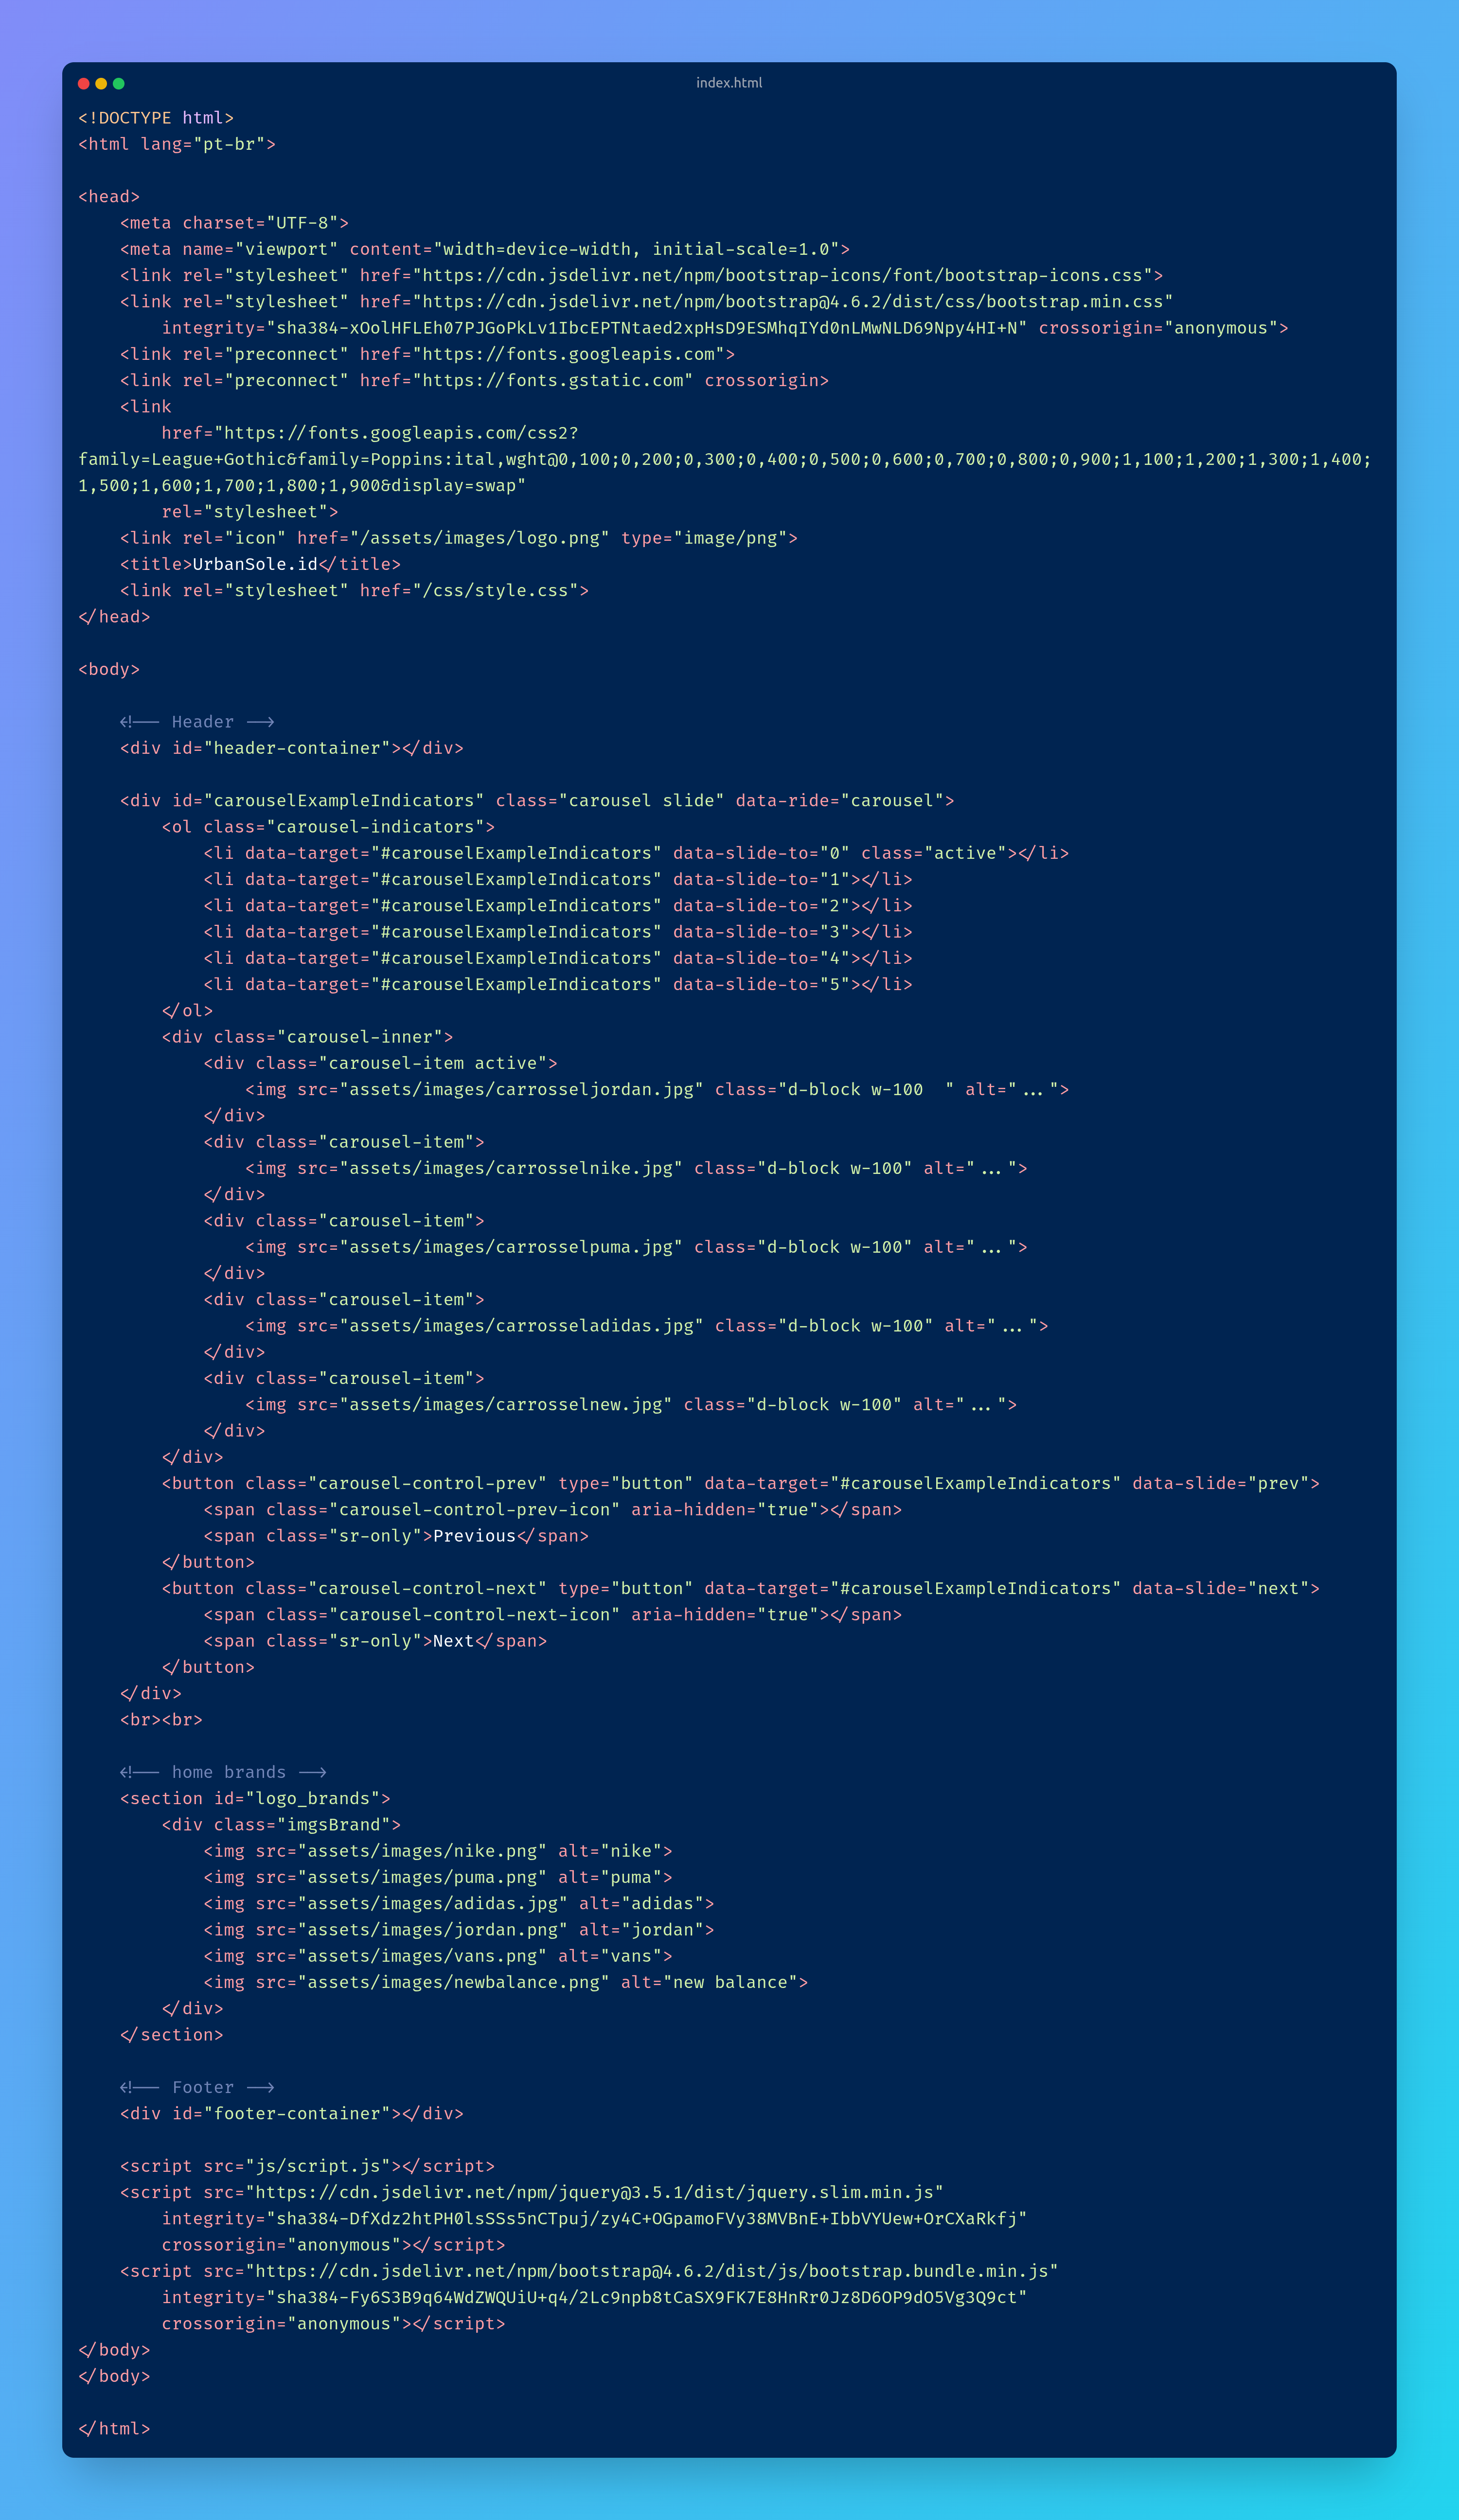 index.html
<!DOCTYPE html>
<html lang="pt-br">
<head>
    <meta charset="UTF-8">
    <meta name="viewport" content="width=device-width, initial-scale=1.0">
    <link rel="stylesheet" href="https://cdn.jsdelivr.net/npm/bootstrap-icons/font/bootstrap-icons.css">
    <link rel="stylesheet" href="https://cdn.jsdelivr.net/npm/bootstrap@4.6.2/dist/css/bootstrap.min.css"
        integrity="sha384-xOolHFLEh07PJGoPkLv1IbcEPTNtaed2xpHsD9ESMhqIYd0nLMwNLD69Npy4HI+N" crossorigin="anonymous">
    <link rel="preconnect" href="https://fonts.googleapis.com">
    <link rel="preconnect" href="https://fonts.gstatic.com" crossorigin>
    <link
        href="https://fonts.googleapis.com/css2?
family=League+Gothic&family=Poppins:ital,wght@0,100;0,200;0,300;0,400;0,500;0,600;0,700;0,800;0,900;1,100;1,200;1,300;1,400;
1,500;1,600;1,700;1,800;1,900&display=swap"
        rel="stylesheet">
    <link rel="icon" href="/assets/images/logo.png" type="image/png">
    <title>UrbanSole.id</title>
    <link rel="stylesheet" href="/css/style.css">
</head>
<body>
    <!-- Header -->
    <div id="header-container"></div>
    <div id="carouselExampleIndicators" class="carousel slide" data-ride="carousel">
        <ol class="carousel-indicators">
            <li data-target="#carouselExampleIndicators" data-slide-to="0" class="active"></li>
            <li data-target="#carouselExampleIndicators" data-slide-to="1"></li>
            <li data-target="#carouselExampleIndicators" data-slide-to="2"></li>
            <li data-target="#carouselExampleIndicators" data-slide-to="3"></li>
            <li data-target="#carouselExampleIndicators" data-slide-to="4"></li>
            <li data-target="#carouselExampleIndicators" data-slide-to="5"></li>
        </ol>
        <div class="carousel-inner">
            <div class="carousel-item active">
                <img src="assets/images/carrosseljordan.jpg" class="d-block w-100  " alt="...">
            </div>
            <div class="carousel-item">
                <img src="assets/images/carrosselnike.jpg" class="d-block w-100" alt="...">
            </div>
            <div class="carousel-item">
                <img src="assets/images/carrosselpuma.jpg" class="d-block w-100" alt="...">
            </div>
            <div class="carousel-item">
                <img src="assets/images/carrosseladidas.jpg" class="d-block w-100" alt="...">
            </div>
            <div class="carousel-item">
                <img src="assets/images/carrosselnew.jpg" class="d-block w-100" alt="...">
            </div>
        </div>
        <button class="carousel-control-prev" type="button" data-target="#carouselExampleIndicators" data-slide="prev">
            <span class="carousel-control-prev-icon" aria-hidden="true"></span>
            <span class="sr-only">Previous</span>
        </button>
        <button class="carousel-control-next" type="button" data-target="#carouselExampleIndicators" data-slide="next">
            <span class="carousel-control-next-icon" aria-hidden="true"></span>
            <span class="sr-only">Next</span>
        </button>
    </div>
    <br><br>
    <!-- home brands -->
    <section id="logo_brands">
        <div class="imgsBrand">
            <img src="assets/images/nike.png" alt="nike">
            <img src="assets/images/puma.png" alt="puma">
            <img src="assets/images/adidas.jpg" alt="adidas">
            <img src="assets/images/jordan.png" alt="jordan">
            <img src="assets/images/vans.png" alt="vans">
            <img src="assets/images/newbalance.png" alt="new balance">
        </div>
    </section>
    <!-- Footer -->
    <div id="footer-container"></div>
    <script src="js/script.js"></script>
    <script src="https://cdn.jsdelivr.net/npm/jquery@3.5.1/dist/jquery.slim.min.js"
        integrity="sha384-DfXdz2htPH0lsSSs5nCTpuj/zy4C+OGpamoFVy38MVBnE+IbbVYUew+OrCXaRkfj"
        crossorigin="anonymous"></script>
    <script src="https://cdn.jsdelivr.net/npm/bootstrap@4.6.2/dist/js/bootstrap.bundle.min.js"
        integrity="sha384-Fy6S3B9q64WdZWQUiU+q4/2Lc9npb8tCaSX9FK7E8HnRr0Jz8D6OP9dO5Vg3Q9ct"
        crossorigin="anonymous"></script>
</body>
</body>
</html>